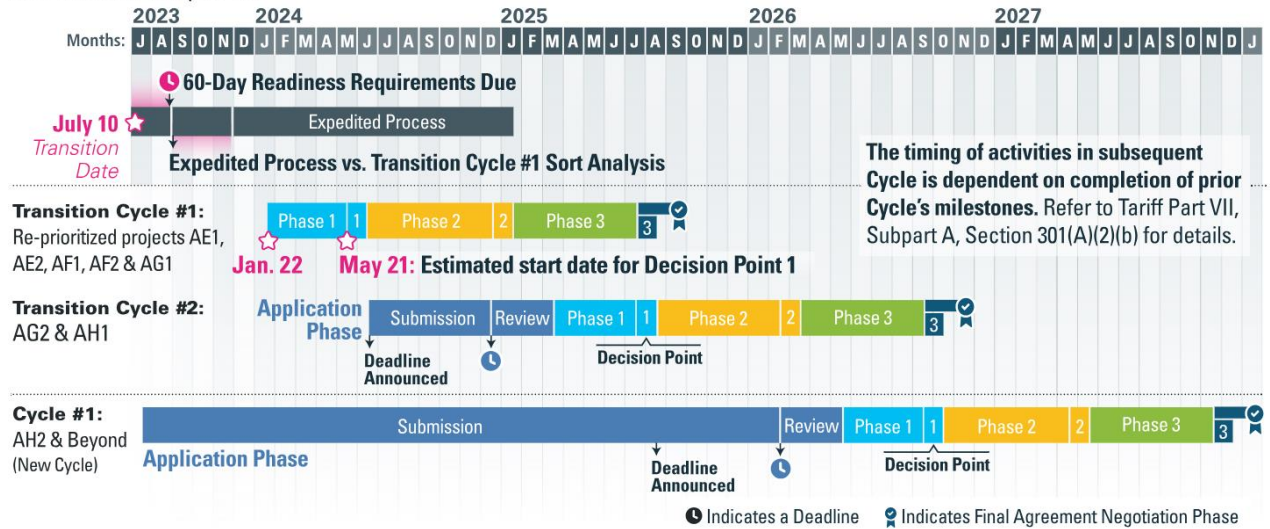 2023 2024 2025 2026 2027
Months: J A S O N D J F M A M J J A S O N D J F M A M J J A S O N D J F M A M J J A S O N D J F M A M J J A S O N D J
60-Day Readiness Requirements Due
July 10
Transition
Date
Expedited Process
Expedited Process vs. Transition Cycle #1 Sort Analysis
The timing of activities in subsequent
Cycle is dependent on completion of prior
Cycle's milestones. Refer to Tariff Part VII,
Subpart A, Section 301(A)(2)(b) for details.
Transition Cycle #1:
Re-prioritized projects AE1,
AE2, AF1, AF2 & AG1
Phase 1 1 Phase 2 2 Phase 3 3
Jan. 22 May 21: Estimated start date for Decision Point 1
Transition Cycle #2:
AG2 & AH1
Application
Phase
Submission Review Phase 1 1 Phase 2 2 Phase 3 3
Deadline
Announced
Decision Point
Cycle #1:
AH2 & Beyond
(New Cycle)
Submission Review Phase 1 1 Phase 2 2 Phase 3 3
Application Phase
Deadline
Announced
Decision Point
Indicates a Deadline Indicates Final Agreement Negotiation Phase